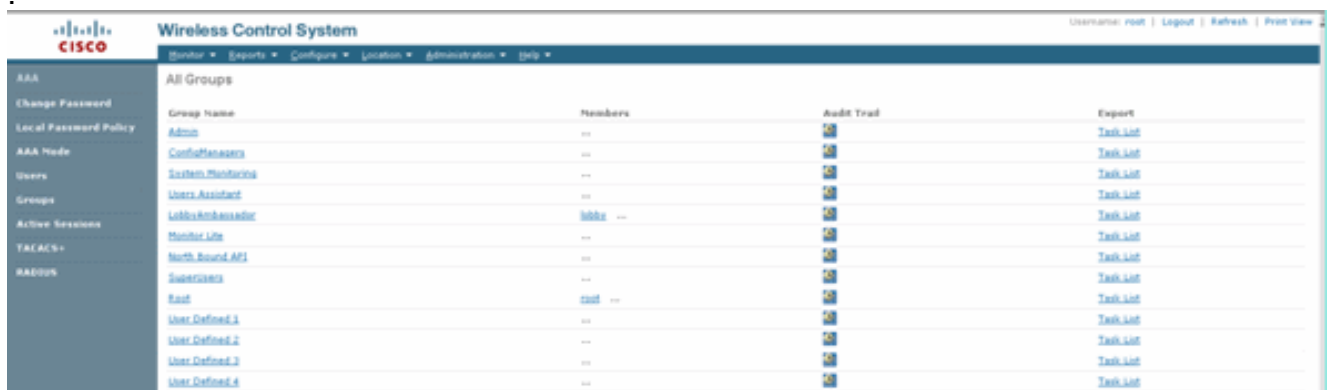 :
CISCO
Wireless Control System
Username: root | Logout | Refresh | Print View
Monitor Reports Configure Location Administration Help
AAA
Change Password
Local Password Policy
AAA Mode
Users
Groups
Active Sessions
TACACS+
RADIUS
All Groups
Group Name Members Audit Trail Export
Admin ... Task List
ConfigManagers ... Task List
System Monitoring ... Task List
Users Assistant ... Task List
LobbyAmbassador lobby ... Task List
Monitor Lite ... Task List
North Bound API ... Task List
SuperUsers ... Task List
Root root ... Task List
User Defined 1 ... Task List
User Defined 2 ... Task List
User Defined 3 ... Task List
User Defined 4 ... Task List